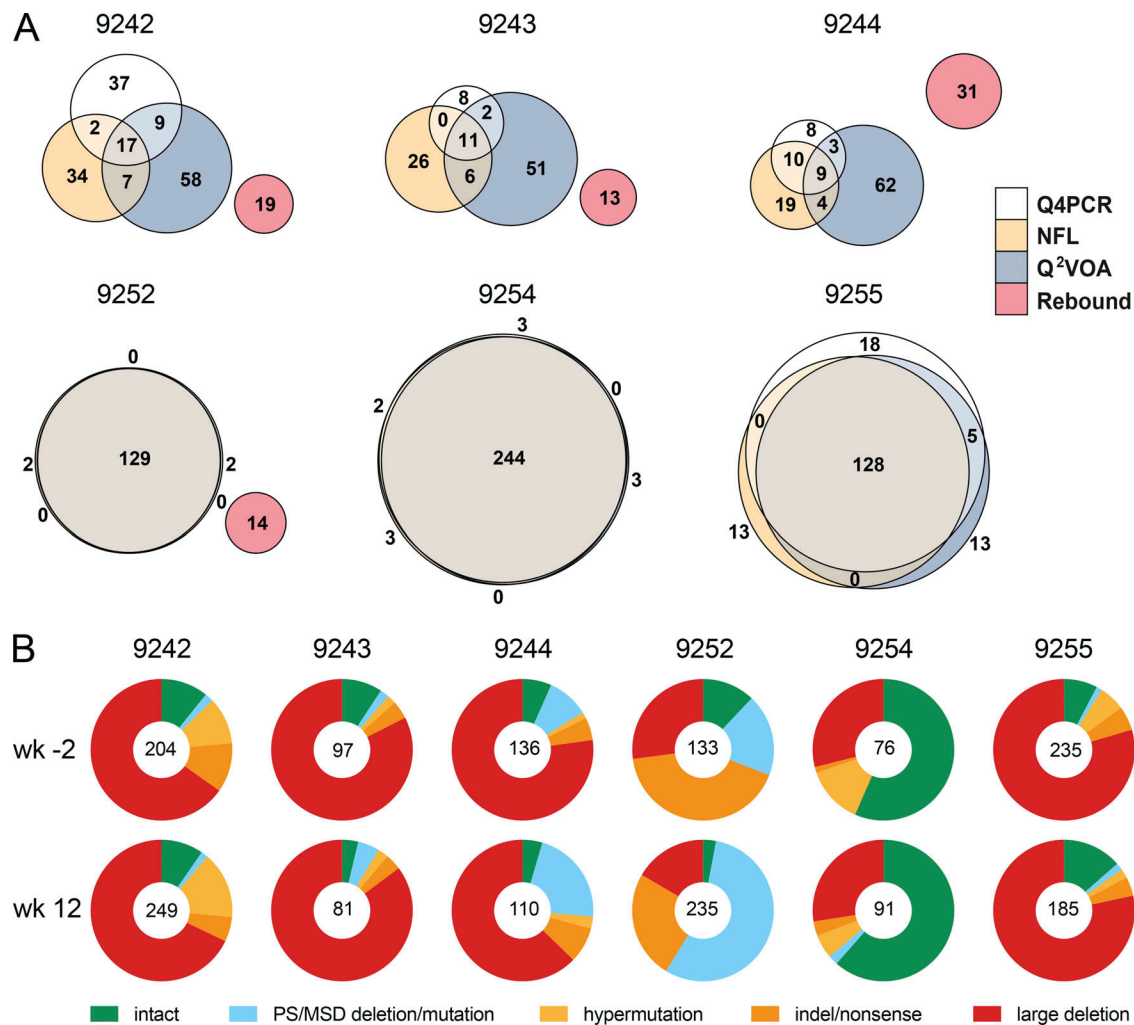 A
9242 9243 9244
37
2 9
17
34 7 58
19
8
0 2
11
26 6 51
13
31
8
10 3
9
19 4 62
Q4PCR
NFL
Q²VOA
Rebound
9252 9254 9255
0
129
2 2
0 0
14
3
0
2
244
3
3
0
18
0 5
128
13 13
0
B
9242 9243 9244 9252 9254 9255
wk -2 204 97 136 133 76 235
wk 12 249 81 110 235 91 185
intact PS/MSD deletion/mutation hypermutation indel/nonsense large deletion